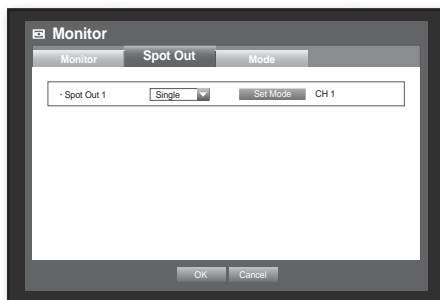 Monitor
Monitor Spot Out Mode
- Spot Out 1 Single Set Mode CH 1
OK Cancel